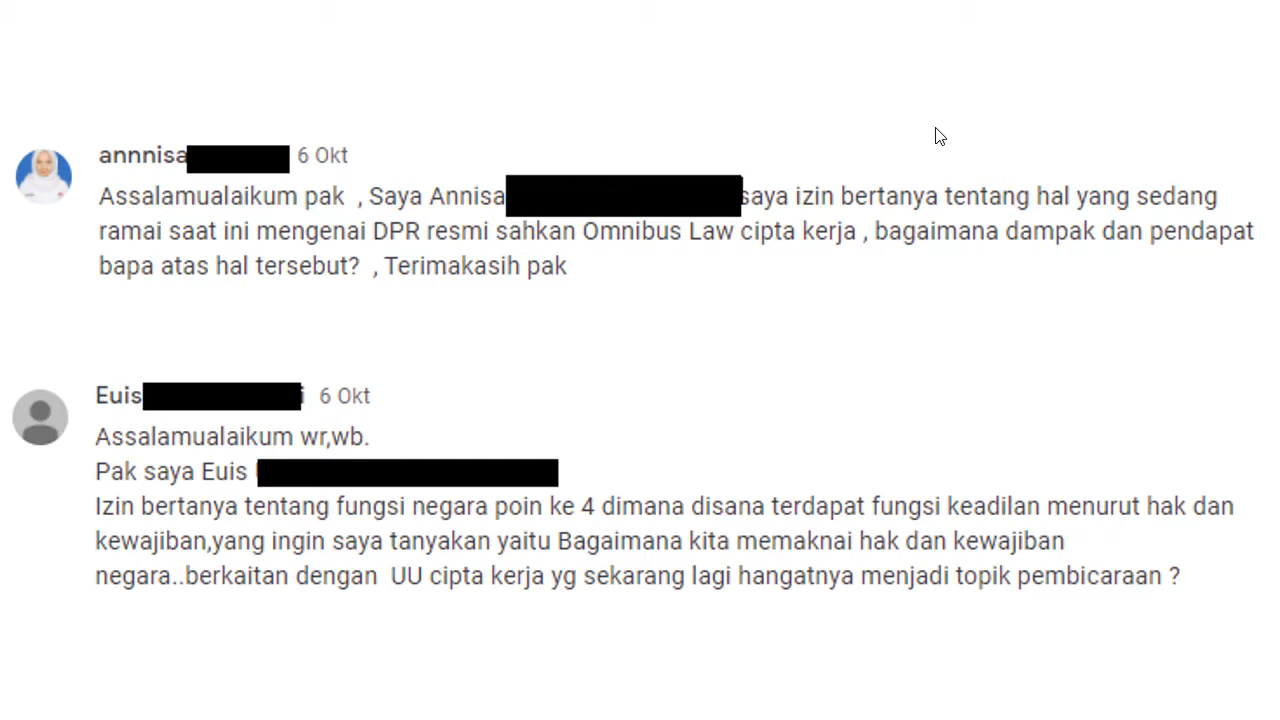 annnisa 6 Okt
Assalamualaikum pak , Saya Annisa saya izin bertanya tentang hal yang sedang
ramai saat ini mengenai DPR resmi sahkan Omnibus Law cipta kerja , bagaimana dampak dan pendapat
bapa atas hal tersebut? , Terimakasih pak
Euis 6 Okt
Assalamualaikum wr,wb.
Pak saya Euis
Izin bertanya tentang fungsi negara poin ke 4 dimana disana terdapat fungsi keadilan menurut hak dan
kewajiban,yang ingin saya tanyakan yaitu Bagaimana kita memaknai hak dan kewajiban
negara..berkaitan dengan UU cipta kerja yg sekarang lagi hangatnya menjadi topik pembicaraan ?